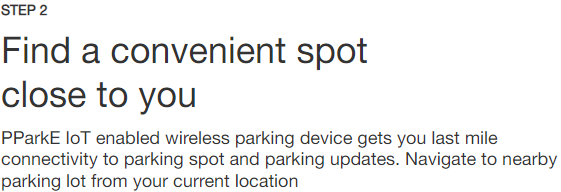 STEP 2
Find a convenient spot
close to you
PParkE IoT enabled wireless parking device gets you last mile
connectivity to parking spot and parking updates. Navigate to nearby
parking lot from your current location